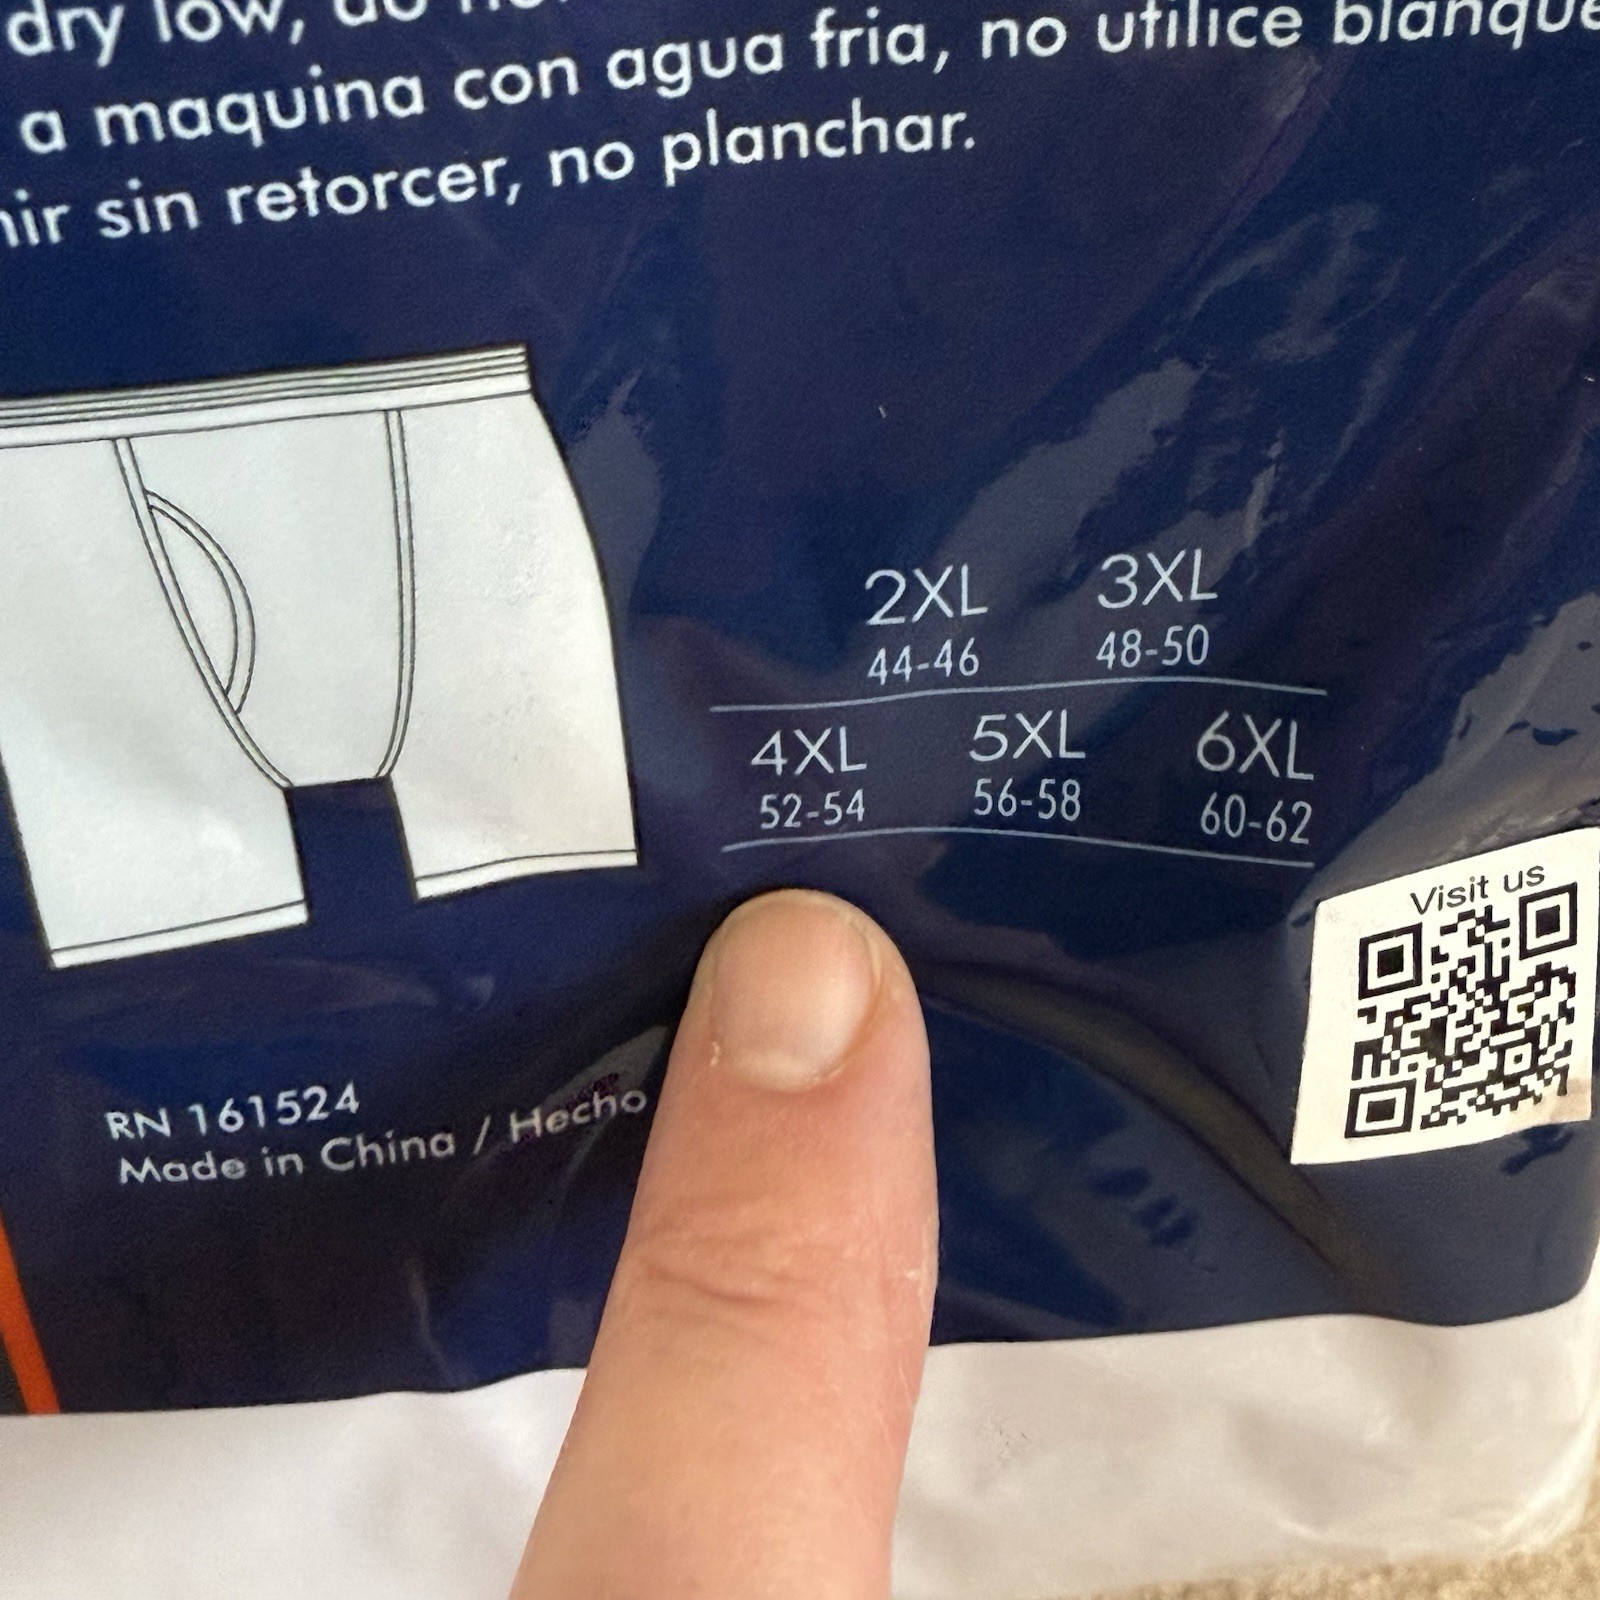 dry low, do
a maquina con agua fria, no utilice blanque
sin retorcer, no planchar.
2XL 3XL
44-46 48-50
4XL 5XL 6XL
52-54 56-58 60-62
Visit us
RN 161524
Made in China / Hecho